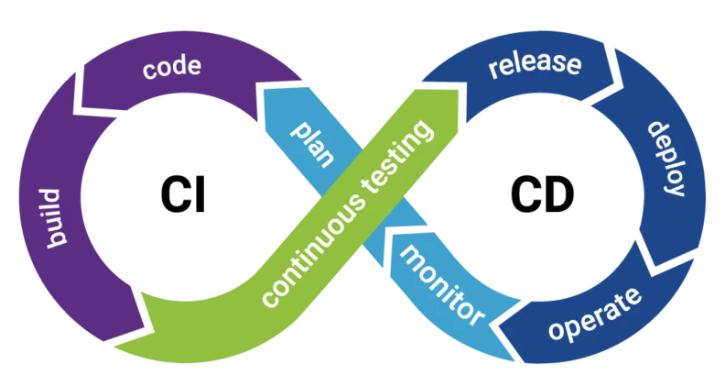 code
release
plan
continuous testing
deploy
build
CI
CD
monitor
operate